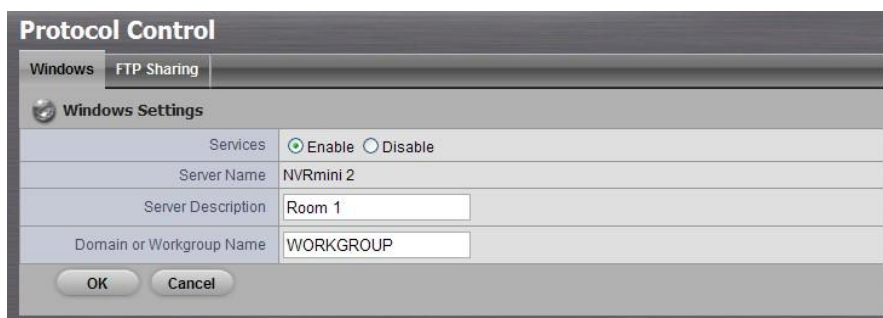 Protocol Control
Windows FTP Sharing
Windows Settings
Services Enable Disable
Server Name NVRmini 2
Server Description Room 1
Domain or Workgroup Name WORKGROUP
OK Cancel